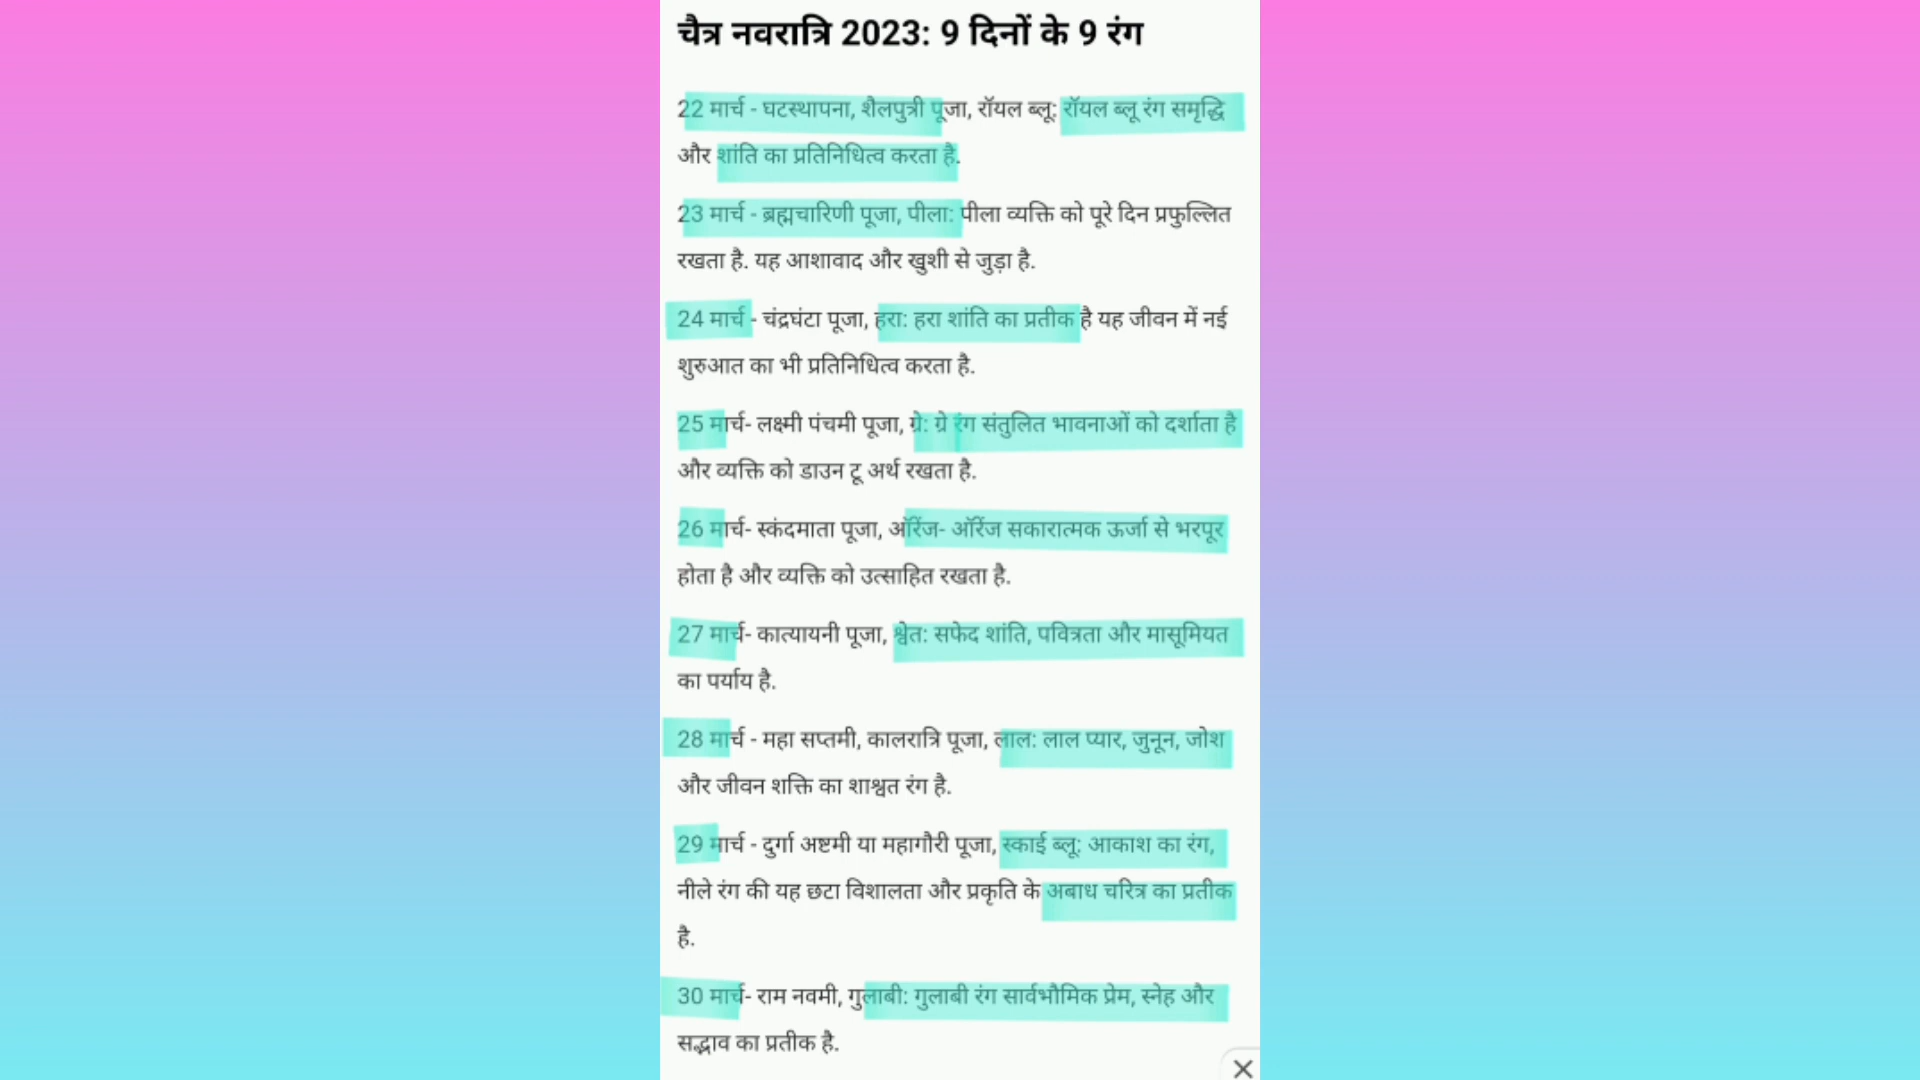 चैत्र नवरात्रि 2023: 9 दिनों के 9 रंग
22 मार्च - घटस्थापना, शैलपुत्री पूजा, रॉयल ब्लू: रॉयल ब्लू रंग समृद्धि
और शांति का प्रतिनिधित्व करता है.
23 मार्च - ब्रह्मचारिणी पूजा, पीला: पीला व्यक्ति को पूरे दिन प्रफुल्लित
रखता है. यह आशावाद और खुशी से जुड़ा है.
24 मार्च - चंद्रघंटा पूजा, हरा: हरा शांति का प्रतीक है यह जीवन में नई
शुरुआत का भी प्रतिनिधित्व करता है.
25 मार्च- लक्ष्मी पंचमी पूजा, ग्रे: ग्रे रंग संतुलित भावनाओं को दर्शाता है
और व्यक्ति को डाउन टू अर्थ रखता है.
26 मार्च- स्कंदमाता पूजा, ऑरेंज- ऑरेंज सकारात्मक ऊर्जा से भरपूर
होता है और व्यक्ति को उत्साहित रखता है.
27 मार्च- कात्यायनी पूजा, श्वेत: सफेद शांति, पवित्रता और मासूमियत
का पर्याय है.
28 मार्च - महा सप्तमी, कालरात्रि पूजा, लाल: लाल प्यार, जुनून, जोश
और जीवन शक्ति का शाश्वत रंग है.
29 मार्च - दुर्गा अष्टमी या महागौरी पूजा, स्काई ब्लू: आकाश का रंग,
नीले रंग की यह छटा विशालता और प्रकृति के अबाध चरित्र का प्रतीक
है.
30 मार्च- राम नवमी, गुलाबी: गुलाबी रंग सार्वभौमिक प्रेम, स्नेह और
सद्भाव का प्रतीक है.